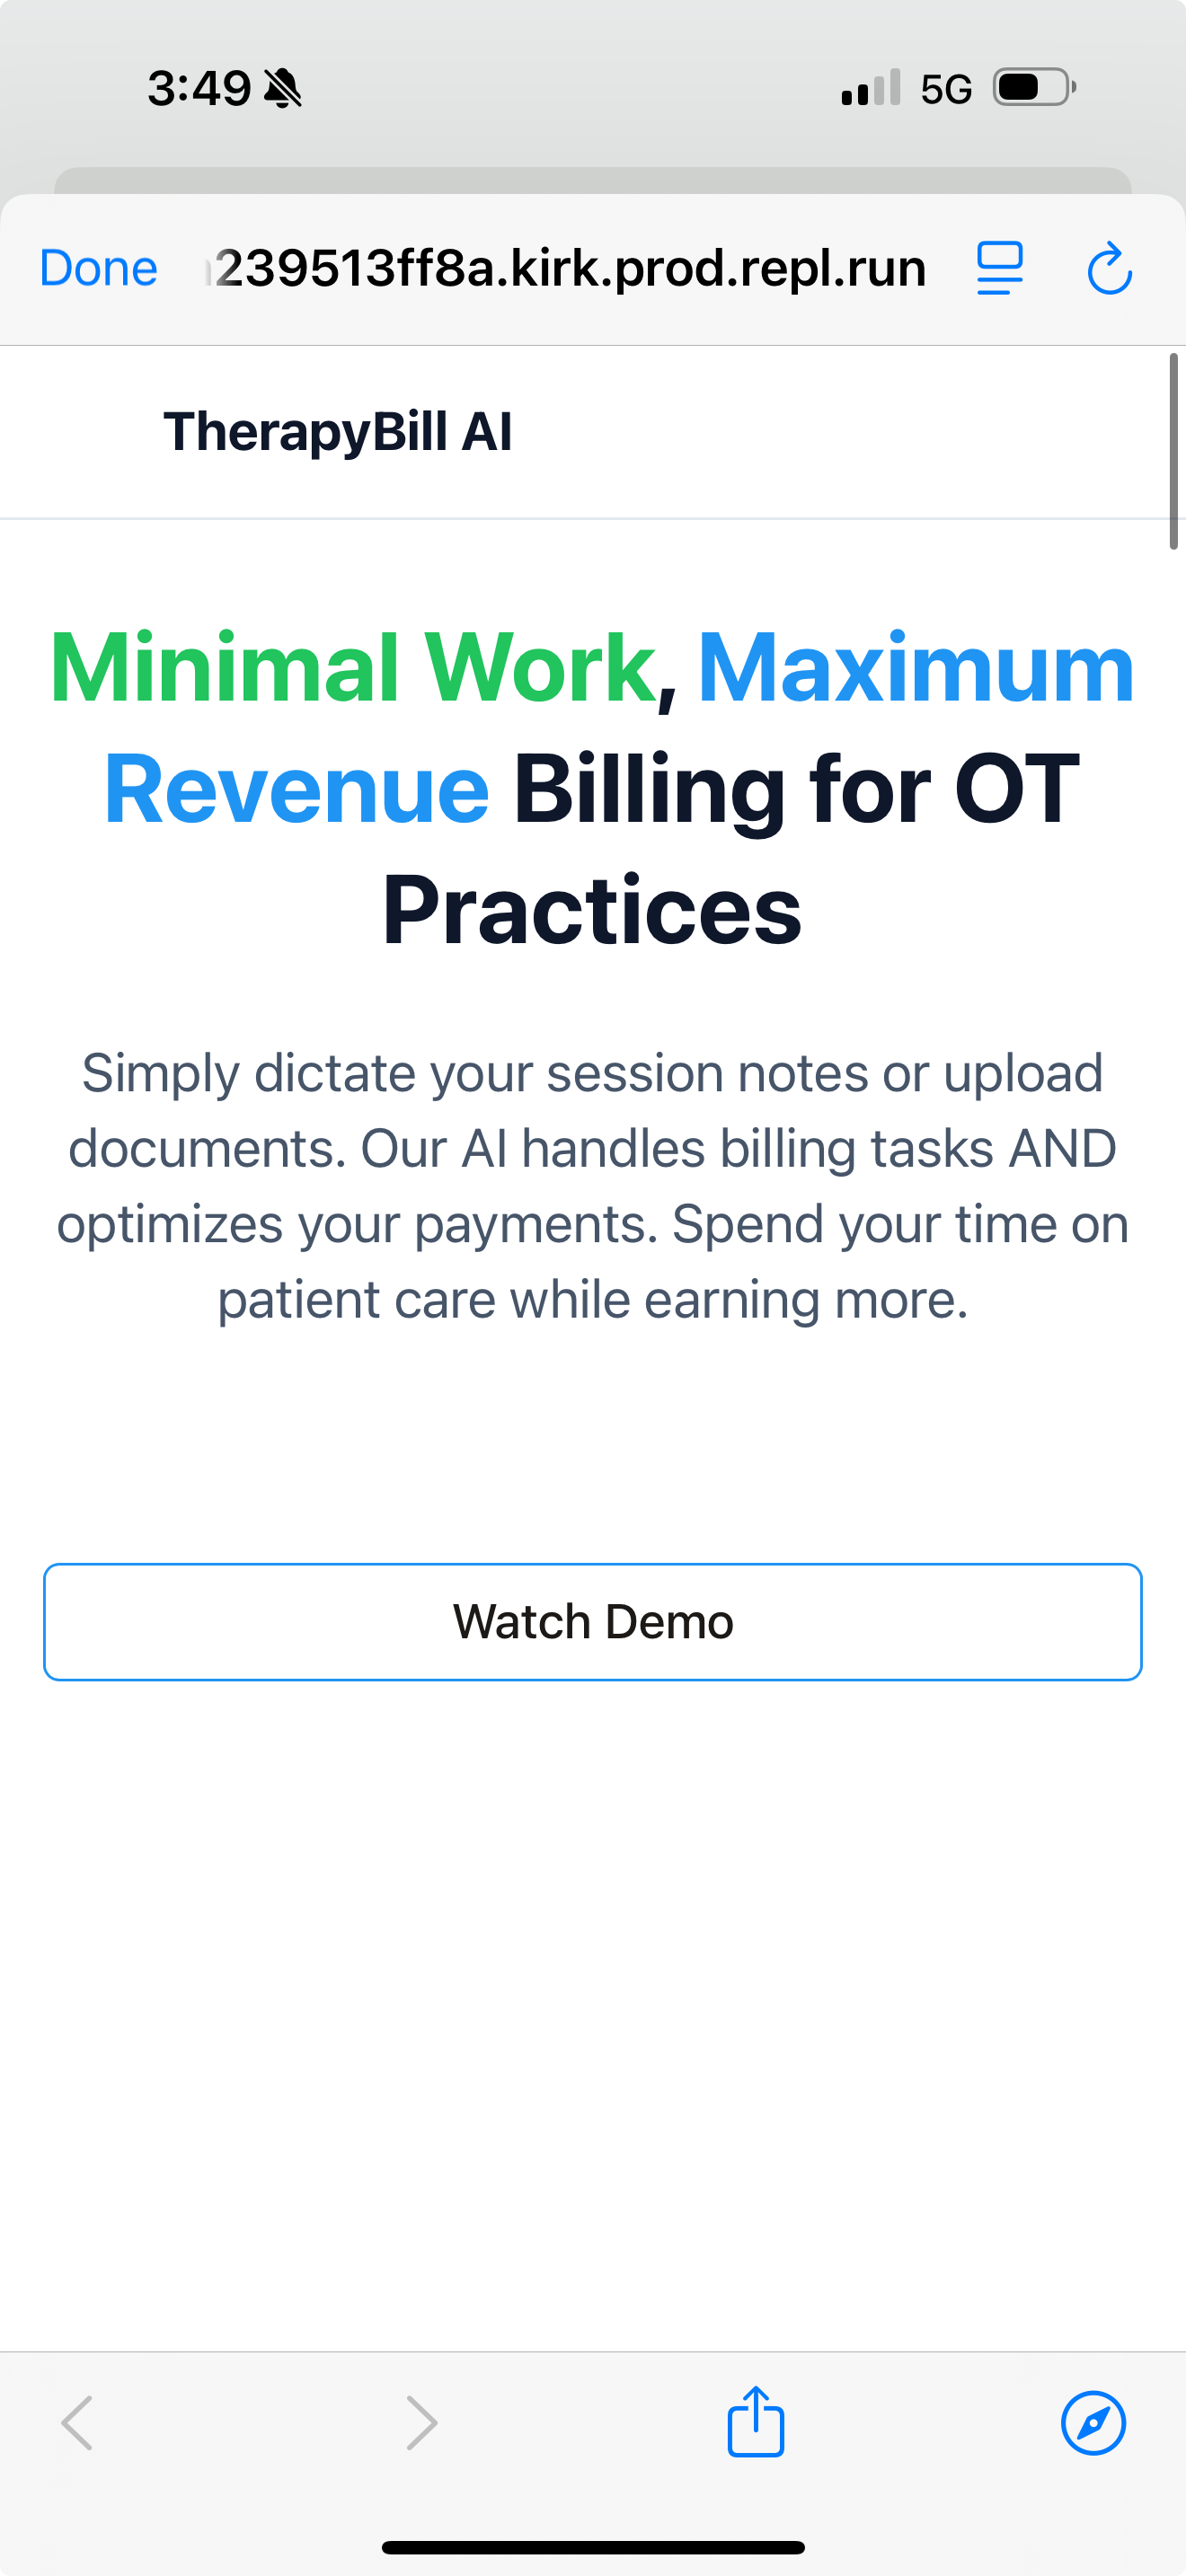 3:49 5G
Done 239513ff8a.kirk.prod.repl.run
TherapyBill AI
Minimal Work, Maximum
Revenue Billing for OT
Practices
Simply dictate your session notes or upload
documents. Our AI handles billing tasks AND
optimizes your payments. Spend your time on
patient care while earning more.
Watch Demo